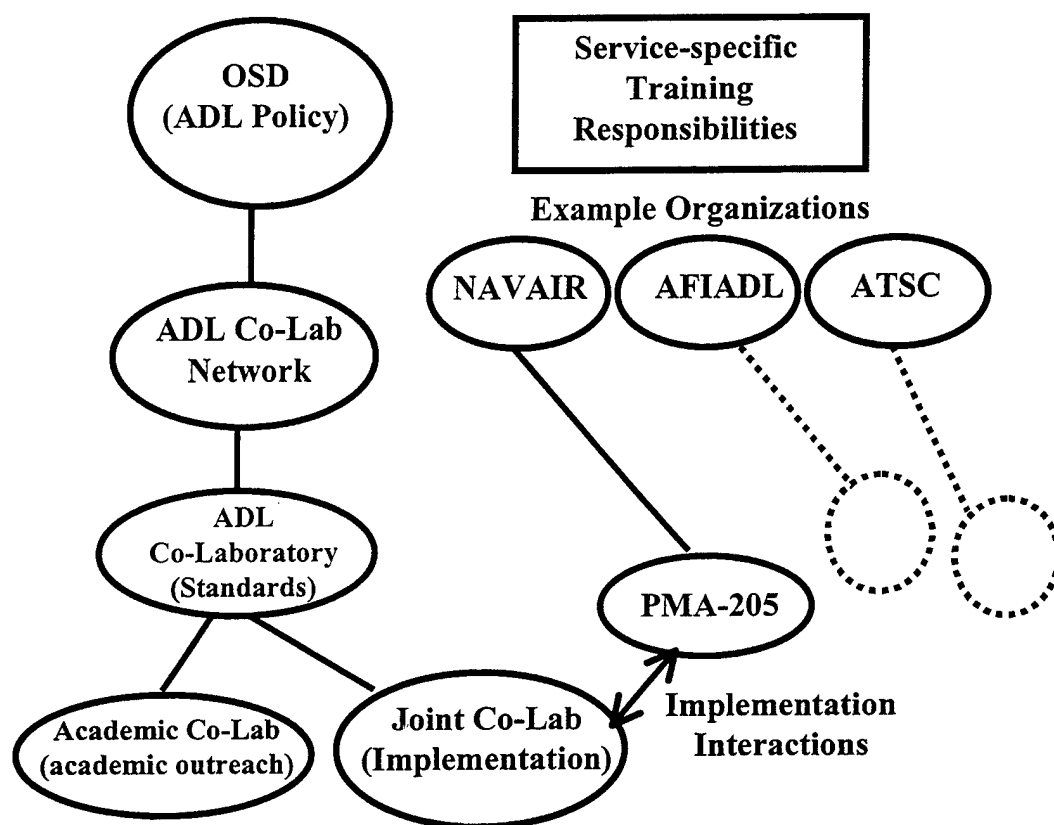 OSD
(ADL Policy)
Service-specific
Training
Responsibilities
Example Organizations
NAVAIR
AFIADL
ATSC
ADL Co-Lab
Network
ADL
Co-Laboratory
(Standards)
PMA-205
Academic Co-Lab
(academic outreach)
Joint Co-Lab
(Implementation)
Implementation
Interactions